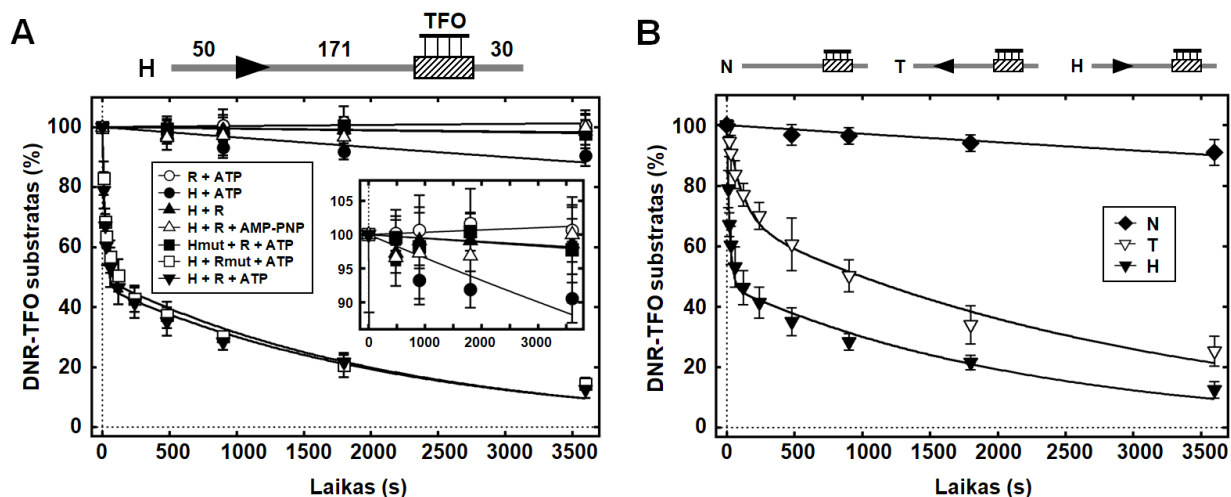 A
TFO
50 171 30
H
DNR-TFO substratas (%)
100
80
60
40
20
0
R + ATP
H + ATP
H + R
H + R + AMP-PNP
Hmut + R + ATP
H + Rmut + ATP
H + R + ATP
105
100
95
90
0 1000 2000 3000
0 500 1000 1500 2000 2500 3000 3500
Laikas (s)
B
N T H
DNR-TFO substratas (%)
100
80
60
40
20
0
N
T
H
0 500 1000 1500 2000 2500 3000 3500
Laikas (s)